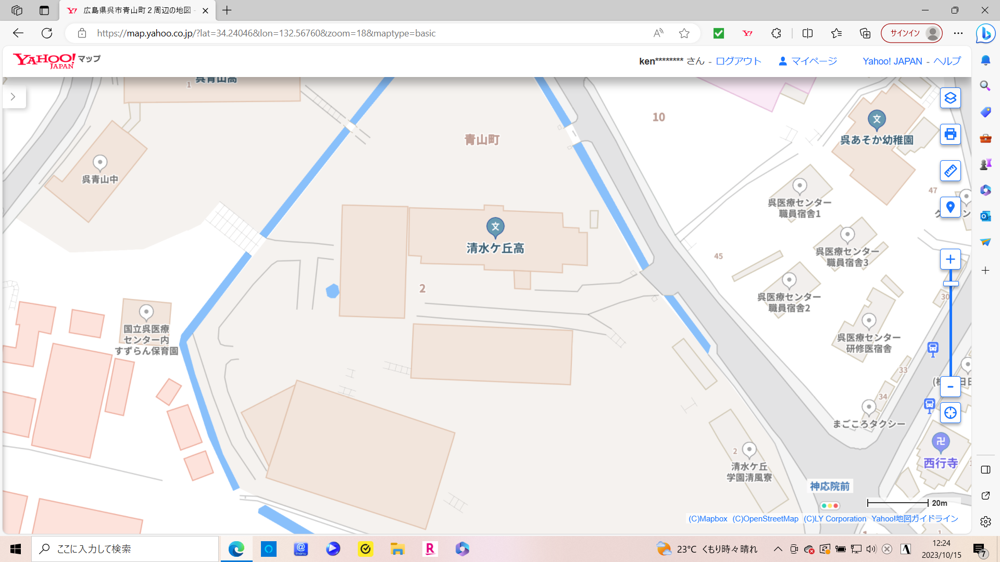 広島県呉市青山町２周辺の地図 -
https://map.yahoo.co.jp/?lat=34.24046&lon=132.56760&zoom=18&maptype=basic
サインイン
YAHOO! JAPAN マップ
ken******** さん - ログアウト
マイページ
Yahoo! JAPAN - ヘルプ
呉青山高
1
10
青山町
呉あそか幼稚園
呉青山中
47
呉医療センター
職員宿舎1
清水ケ丘高
45
呉医療センター
職員宿舎3
2
呉医療センター
職員宿舎2
30
国立呉医療
センター内
すずらん保育園
呉医療センター
研修医宿舎
33
34
まごころタクシー
西行寺
2
清水ケ丘
学園清風寮
神応院前
20m
(C)Mapbox (C)OpenStreetMap (C)LY Corporation Yahoo!地図ガイドライン
ここに入力して検索
23°C くもり時々晴れ
12:24
2023/10/15
7